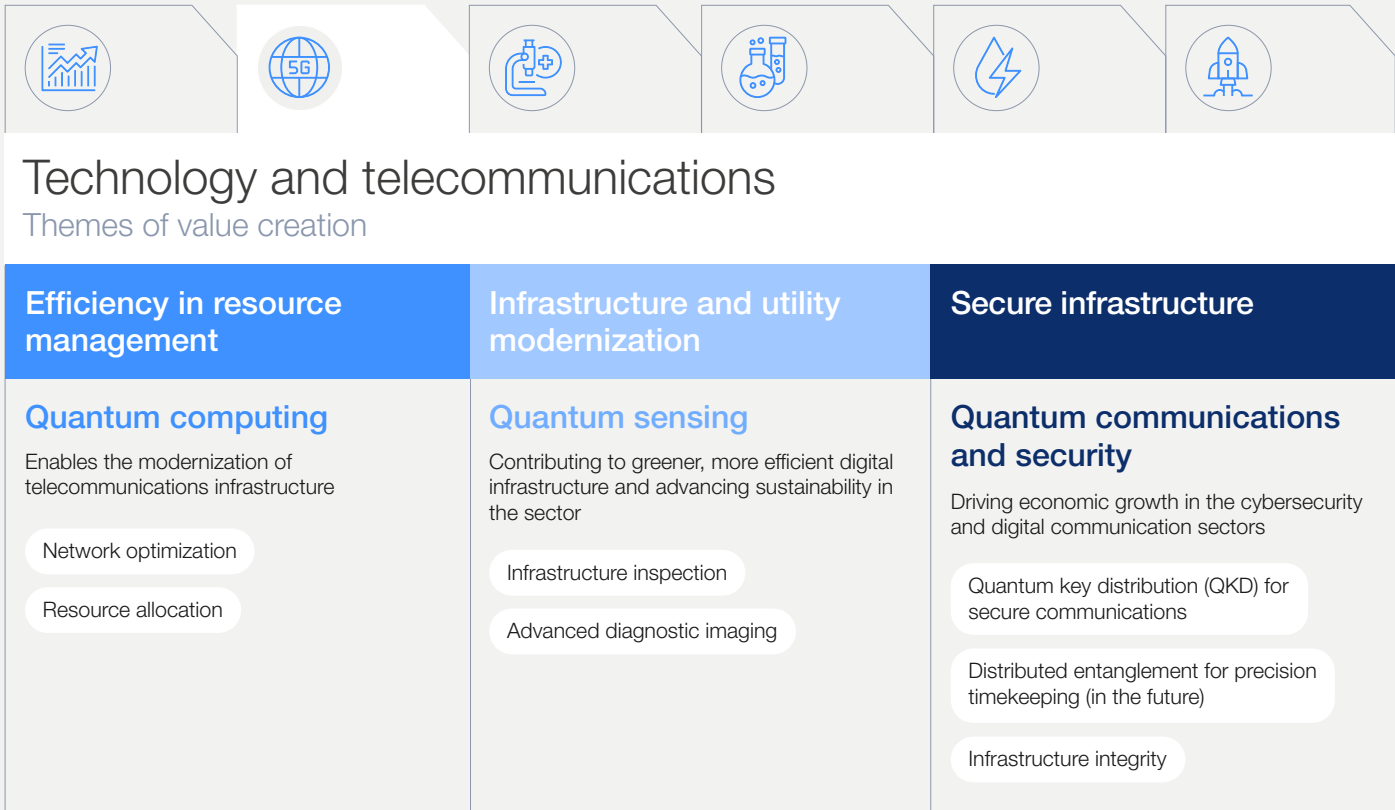 5G
Technology and telecommunications
Themes of value creation
Efficiency in resource
management
Quantum computing
Enables the modernization of
telecommunications infrastructure
Network optimization
Resource allocation
Infrastructure and utility
modernization
Quantum sensing
Contributing to greener, more efficient digital
infrastructure and advancing sustainability in
the sector
Infrastructure inspection
Advanced diagnostic imaging
Secure infrastructure
Quantum communications
and security
Driving economic growth in the cybersecurity
and digital communication sectors
Quantum key distribution (QKD) for
secure communications
Distributed entanglement for precision
timekeeping (in the future)
Infrastructure integrity